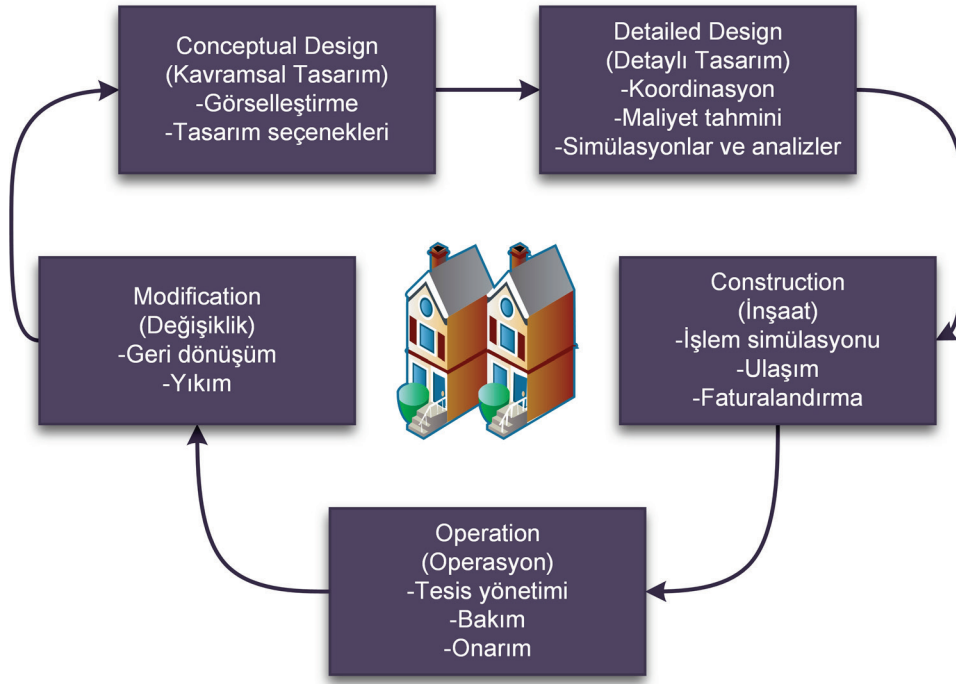 Conceptual Design
(Kavramsal Tasarım)
-Görselleştirme
-Tasarım seçenekleri
Detailed Design
(Detaylı Tasarım)
-Koordinasyon
-Maliyet tahmini
-Simülasyonlar ve analizler
Construction
(İnşaat)
-İşlem simülasyonu
-Ulaşım
-Faturalandırma
Operation
(Operasyon)
-Tesis yönetimi
-Bakım
-Onarım
Modification
(Değişiklik)
-Geri dönüşüm
-Yıkım